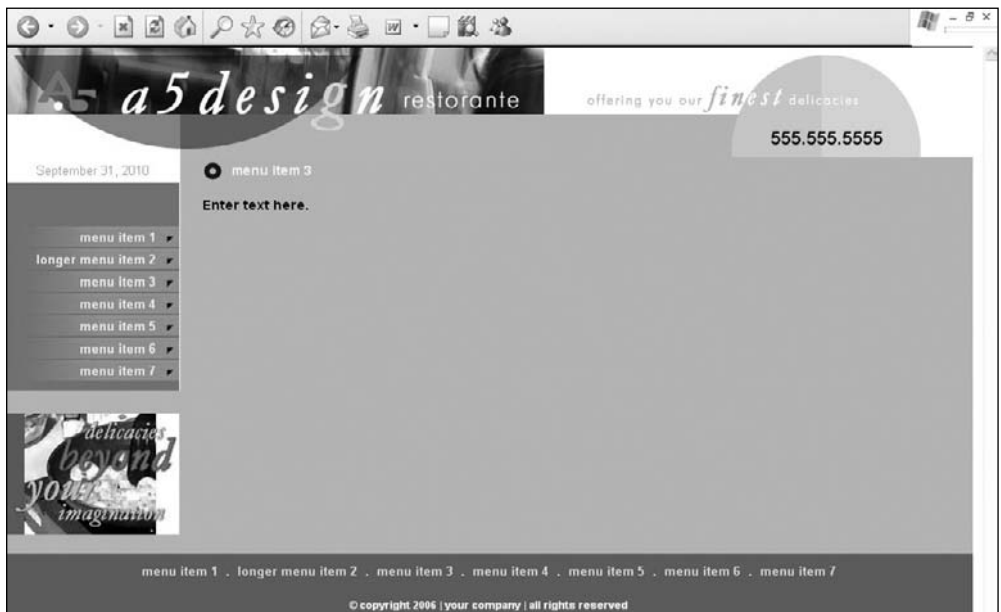 A5
a5design restorante
offering you our finest delicacies
555.555.5555
September 31, 2010
menu item 3
Enter text here.
menu item 1
longer menu item 2
menu item 3
menu item 4
menu item 5
menu item 6
menu item 7
delicacies
beyond
your
imagination
menu item 1 . longer menu item 2 . menu item 3 . menu item 4 . menu item 5 . menu item 6 . menu item 7
© copyright 2006 | your company | all rights reserved